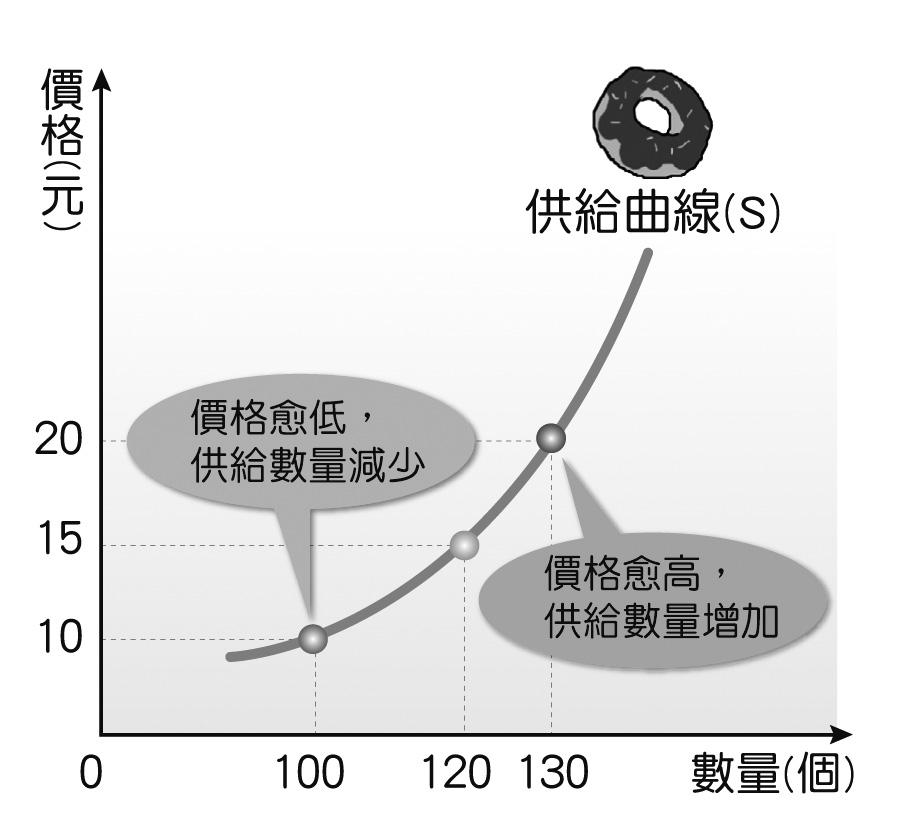 價格(元)
供給曲線(S)
價格愈低，
供給數量減少
20
15
10
價格愈高，
供給數量增加
0
100
120
130
數量(個)